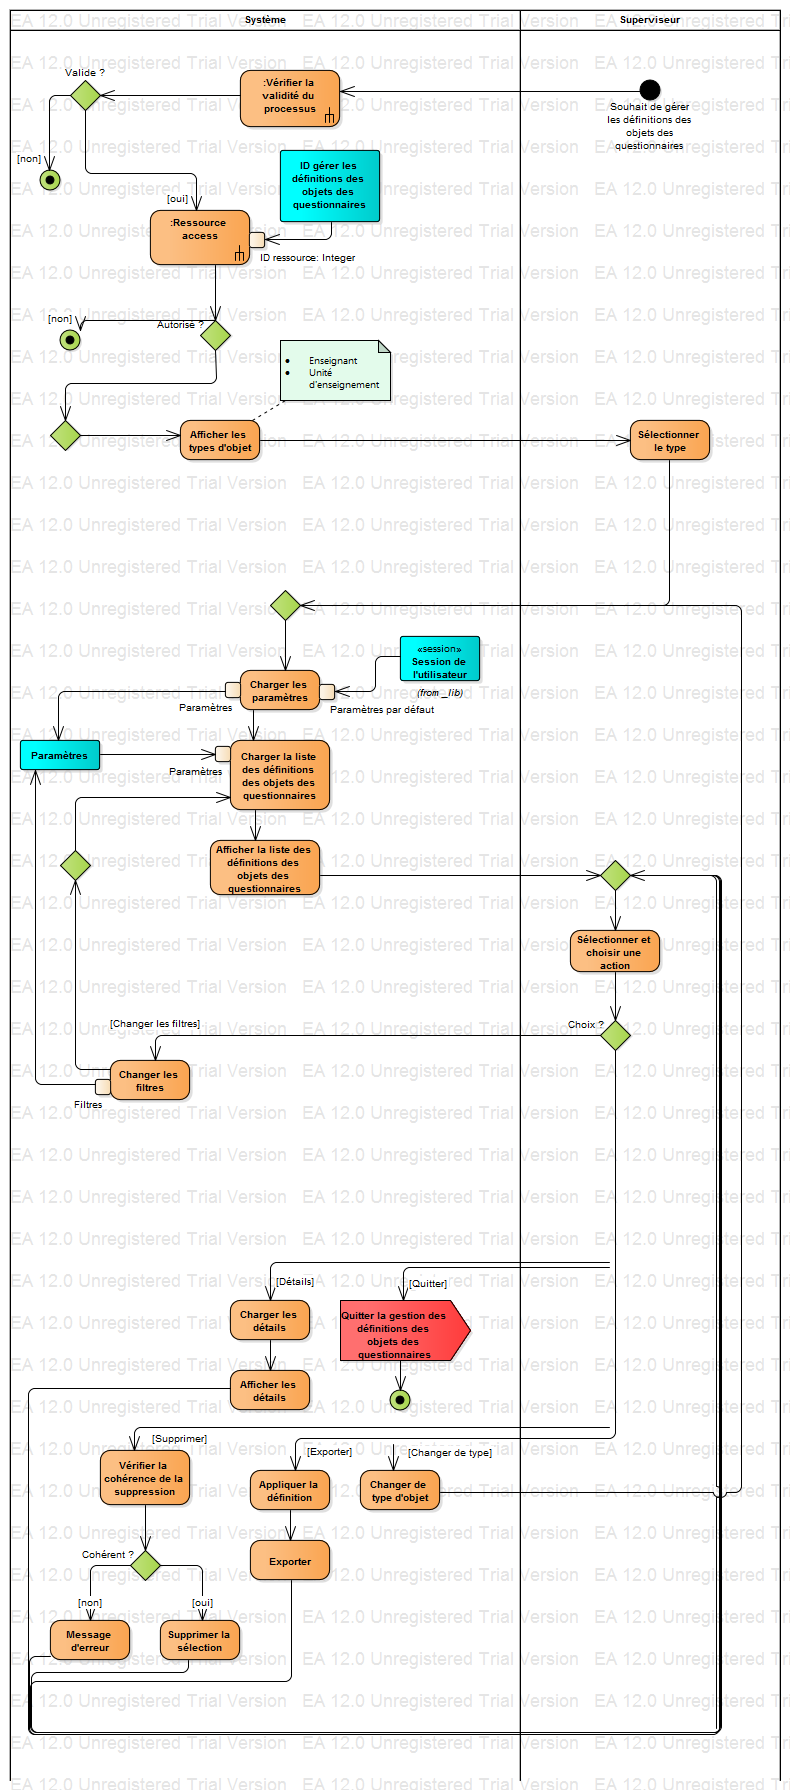 Système
Superviseur
Valide ?
:Vérifier la
validité du
processus
Souhait de gérer
les définitions des
objets des
questionnaires
[non]
ID gérer les
définitions des
objets des
questionnaires
[oui]
:Ressource
access
ID ressource: Integer
[non]
Autorisé ?
Enseignant
Unité
d'enseignement
Afficher les
types d'objet
Sélectionner
le type
«session»
Session de
l'utilisateur
(from _lib)
Charger les
paramètres
Paramètres
Paramètres par défaut
Paramètres
Paramètres
Charger la liste
des définitions
des objets des
questionnaires
Afficher la liste des
définitions des
objets des
questionnaires
Sélectionner et
choisir une
action
[Changer les filtres]
Choix ?
Changer les
filtres
Filtres
[Détails]
[Quitter]
Charger les
détails
Quitter la gestion des
définitions des
objets des
questionnaires
Afficher les
détails
[Supprimer]
[Exporter]
[Changer de type]
Vérifier la
cohérence de la
suppression
Appliquer la
définition
Changer de
type d'objet
Cohérent ?
Exporter
[non]
[oui]
Message
d'erreur
Supprimer la
sélection
EA 12.0 Unregistered Trial Version